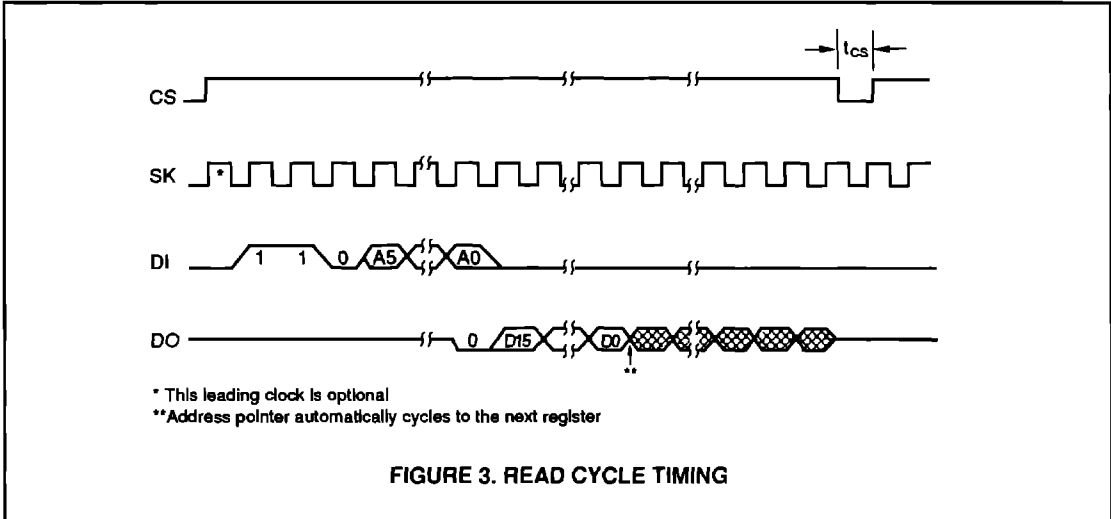 tcs
CS
SK *
DI 1 1 0 A5 A0
DO 0 D15 D0
**
* This leading clock is optional
**Address pointer automatically cycles to the next register
FIGURE 3. READ CYCLE TIMING